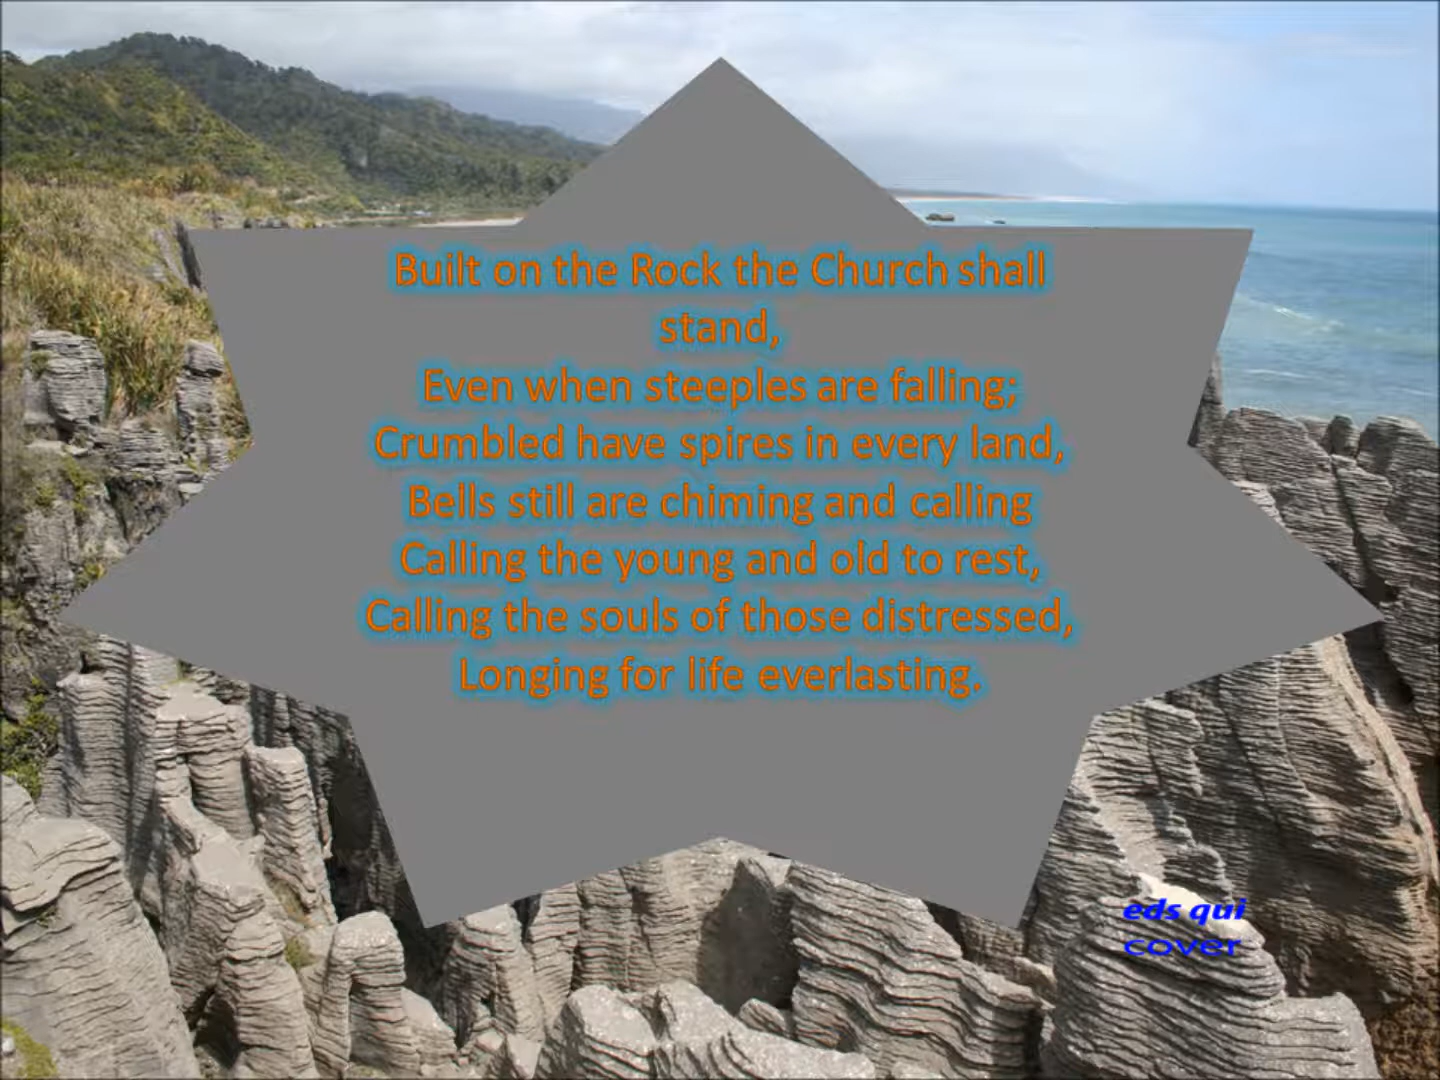 Built on the Rock the Church shall
stand,
Even when steeples are falling;
Crumbled have spires in every land,
Bells still are chiming and calling
Calling the young and old to rest,
Calling the souls of those distressed,
Longing for life everlasting.
eds qui
cover